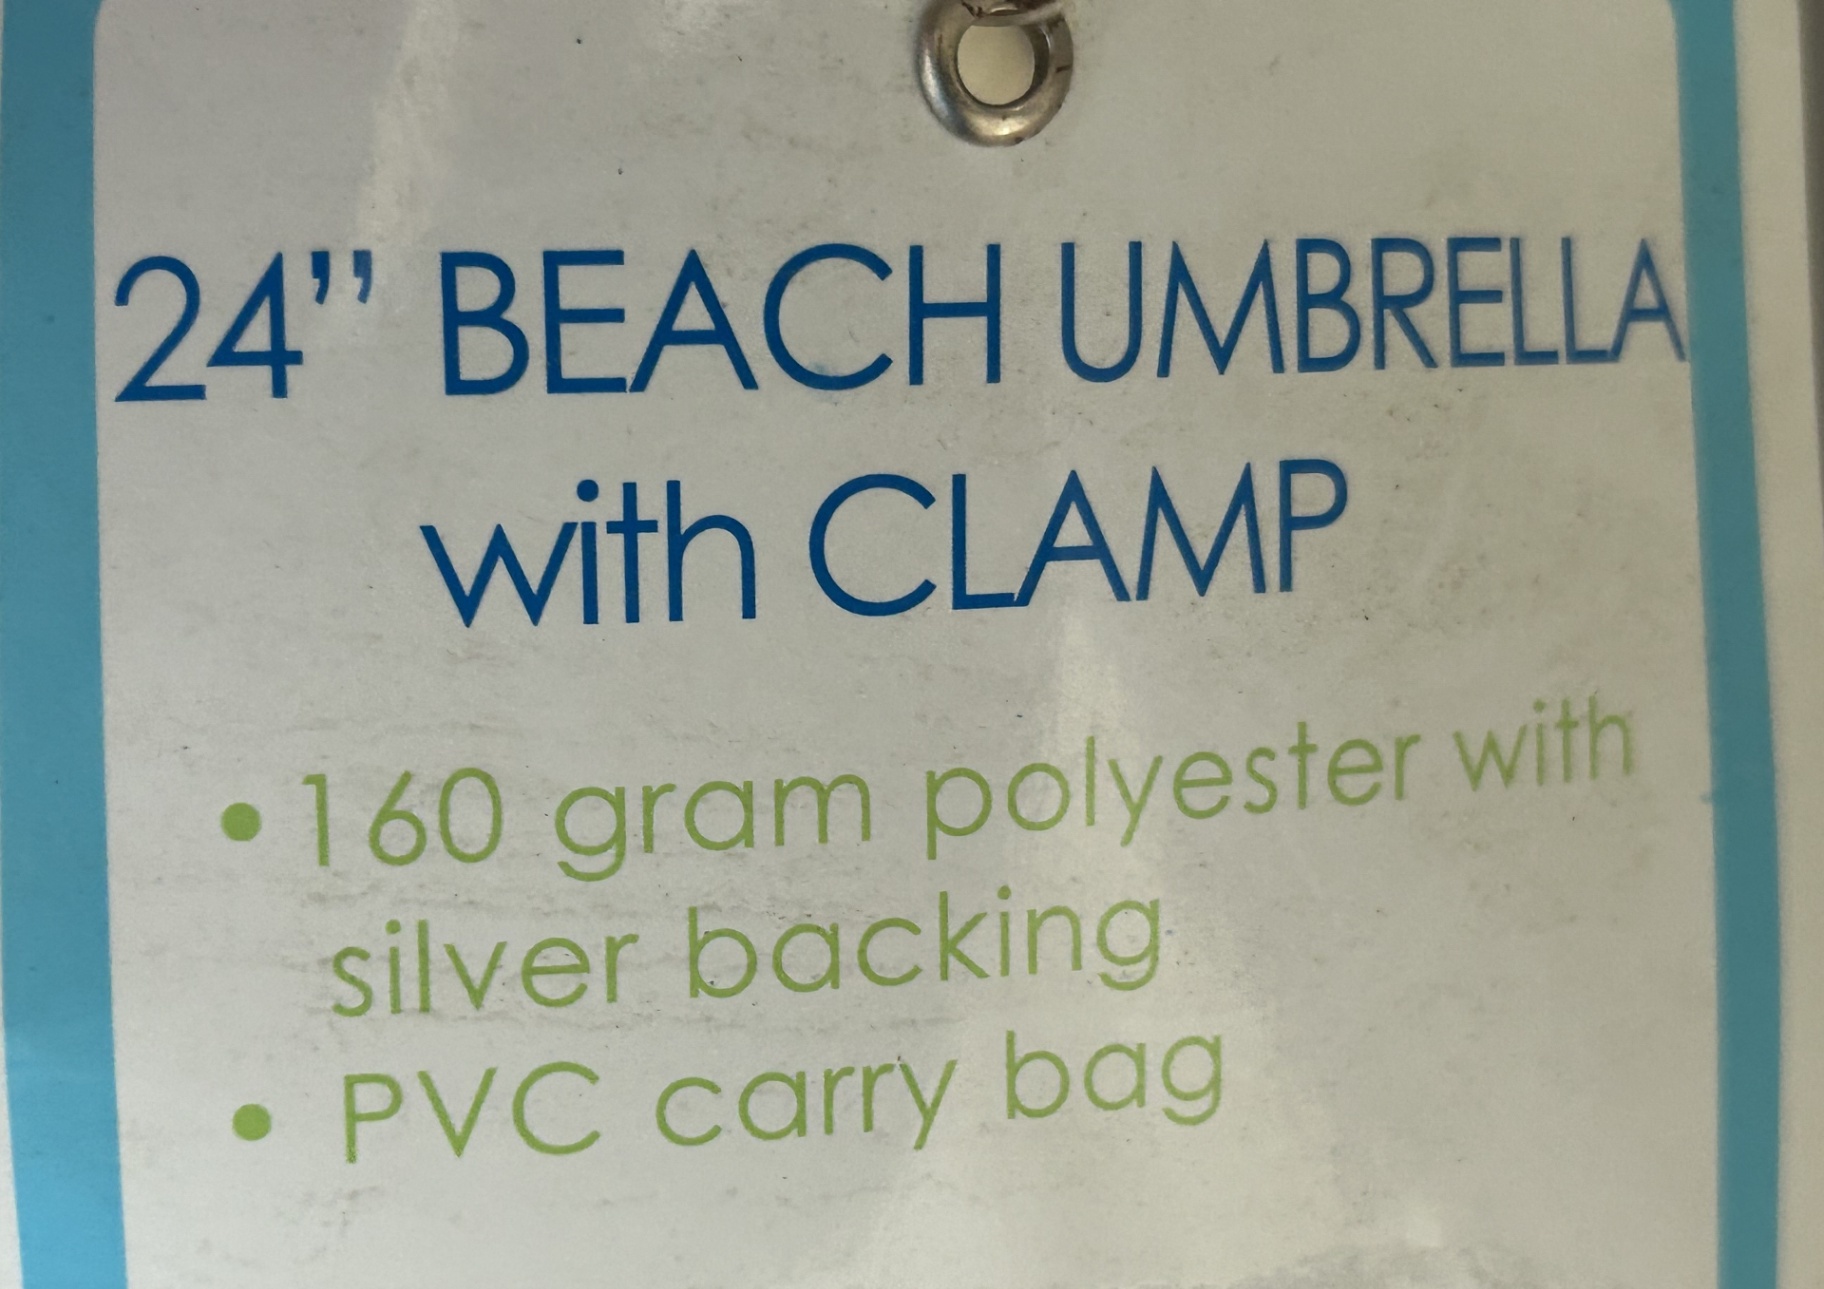 24’’ BEACH UMBRELLA
with CLAMP
•160 gram polyester with
silver backing
• PVC carry bag